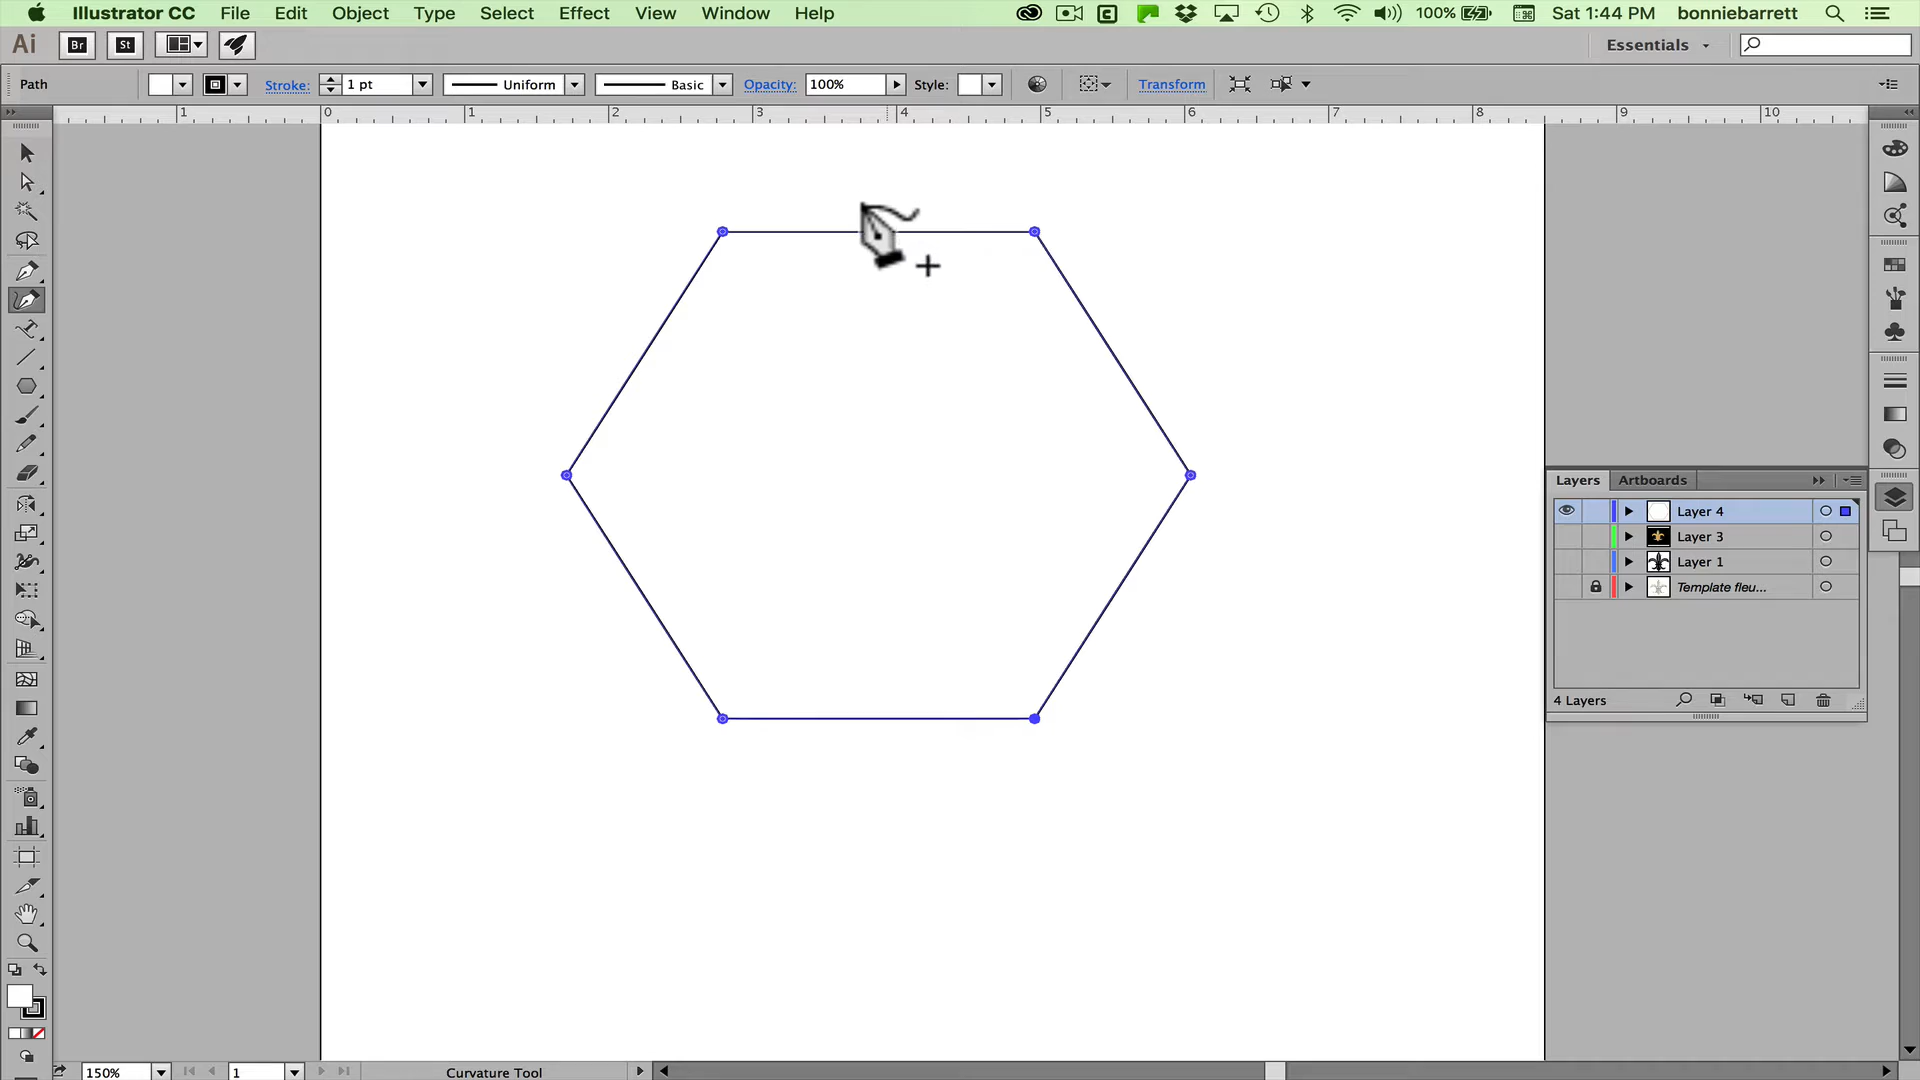 Illustrator CC File Edit Object Type Select Effect View Window Help 100% Sat 1:44 PM bonniebarrett
Ai Br St Essentials
Path Stroke: 1 pt Uniform Basic Opacity: 100% Style: Transform
1 0 1 2 3 4 5 6 7 8 9 10
Layers Artboards
Layer 4
Layer 3
Layer 1
Template fleu...
4 Layers
150% 1 Curvature Tool